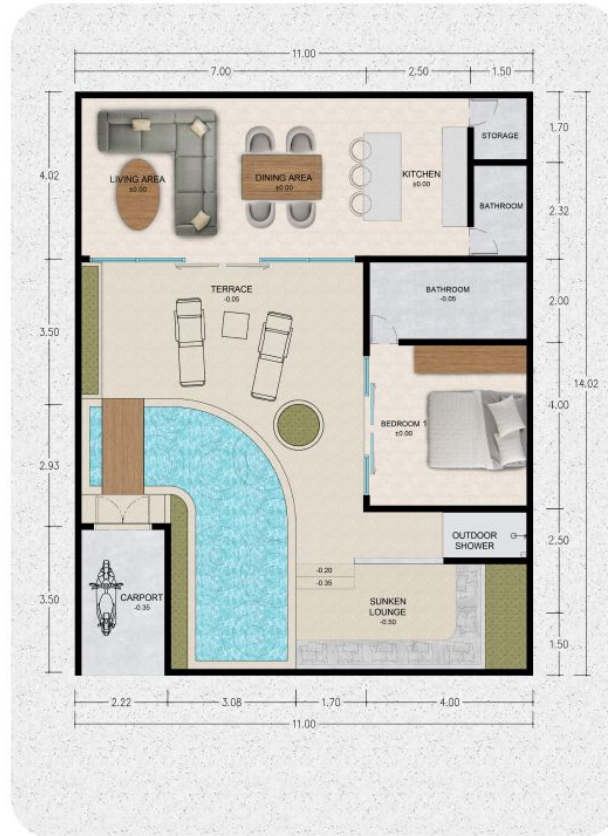 11.00
7.00
2.50
1.50
4.02
3.50
2.93
3.50
LIVING AREA
±0.00
DINING AREA
±0.00
KITCHEN
±0.00
STORAGE
BATHROOM
TERRACE
-0.05
BATHROOM
-0.05
BEDROOM 1
±0.00
OUTDOOR
SHOWER
-0.20
-0.35
SUNKEN
LOUNGE
-0.50
CARPORT
-0.35
1.70
2.32
2.00
4.00
2.50
1.50
14.02
2.22
3.08
1.70
4.00
11.00